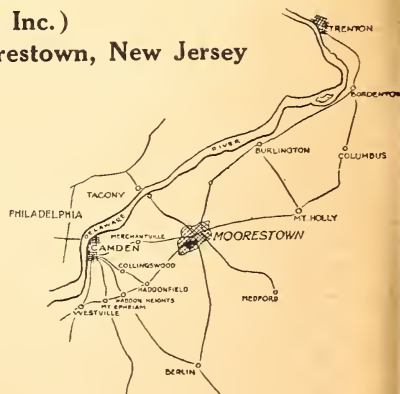 Inc.)
restown, New Jersey
TRENTON
BORDENTOWN
RIVER
BURLINGTON
COLUMBUS
TACONY
PHILADELPHIA
DELAWARE
MT. HOLLY
MERCHANTVILLE
MOORESTOWN
CAMDEN
COLLINGSWOOD
HADDONFIELD
MEDFORD
HADDON HEIGHTS
MT EPHRIAM
WESTVILLE
BERLIN